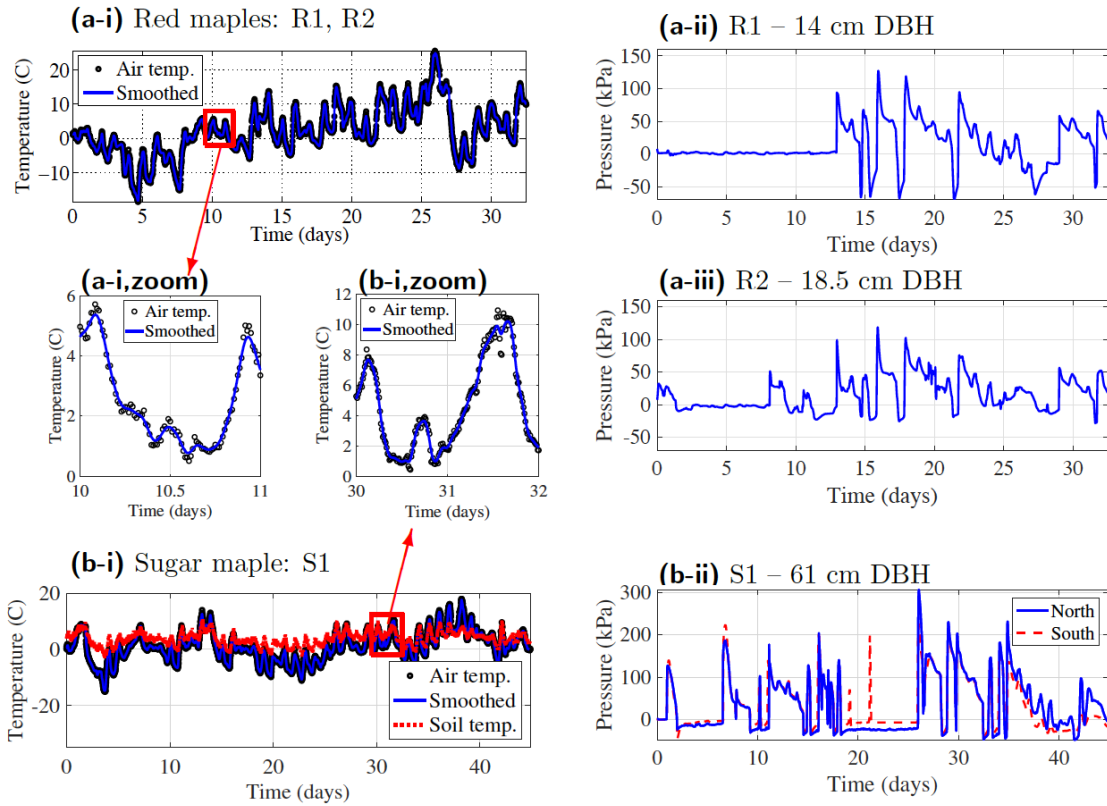 (a-i) Red maples: R1, R2
Temperature (C)
20
10
0
−10
Air temp.
Smoothed
0 5 10 15 20 25 30
Time (days)
(a-ii) R1 – 14 cm DBH
Pressure (kPa)
150
100
50
0
-50
0 5 10 15 20 25 30
Time (days)
(a-i,zoom)
Temperature (C)
6
4
2
0
Air temp.
Smoothed
10 10.5 11
Time (days)
(b-i,zoom)
Temperature (C)
12
10
8
6
4
2
0
Air temp.
Smoothed
30 31 32
Time (days)
(a-iii) R2 – 18.5 cm DBH
Pressure (kPa)
150
100
50
0
-50
0 5 10 15 20 25 30
Time (days)
(b-i) Sugar maple: S1
Temperature (C)
20
0
-20
Air temp.
Smoothed
Soil temp.
0 10 20 30 40
Time (days)
(b-ii) S1 – 61 cm DBH
Pressure (kPa)
300
200
100
0
North
South
0 10 20 30 40
Time (days)